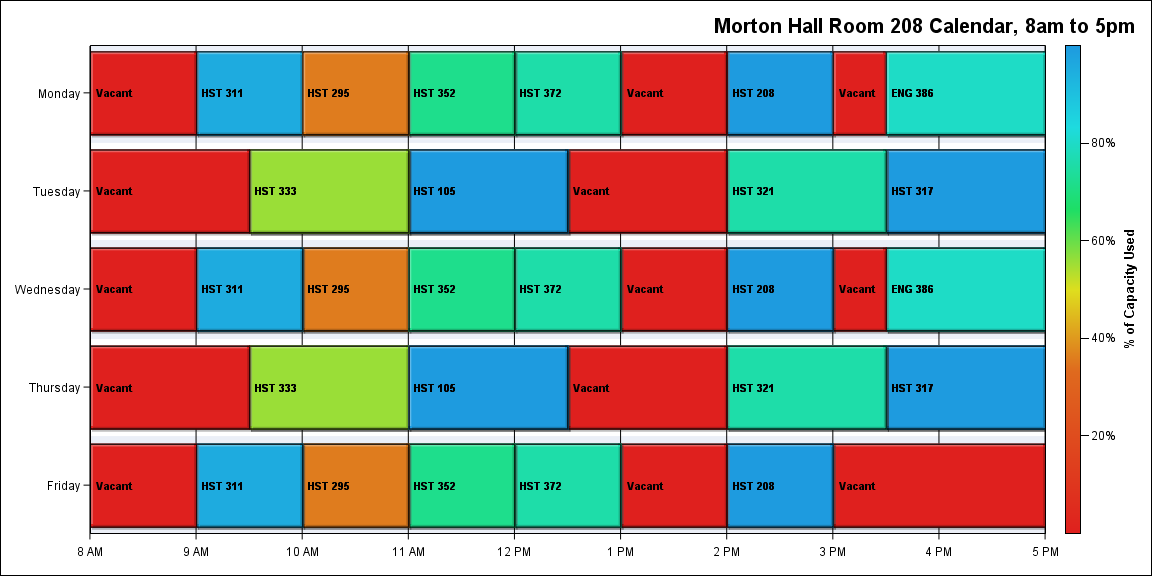 Morton Hall Room 208 Calendar, 8am to 5pm
Monday
Vacant
HST 311
HST 295
HST 352
HST 372
Vacant
HST 208
Vacant
ENG 386
Tuesday
Vacant
HST 333
HST 105
Vacant
HST 321
HST 317
Wednesday
Vacant
HST 311
HST 295
HST 352
HST 372
Vacant
HST 208
Vacant
ENG 386
Thursday
Vacant
HST 333
HST 105
Vacant
HST 321
HST 317
Friday
Vacant
HST 311
HST 295
HST 352
HST 372
Vacant
HST 208
Vacant
8 AM
9 AM
10 AM
11 AM
12 PM
1 PM
2 PM
3 PM
4 PM
5 PM
80%
60%
40%
20%
% of Capacity Used